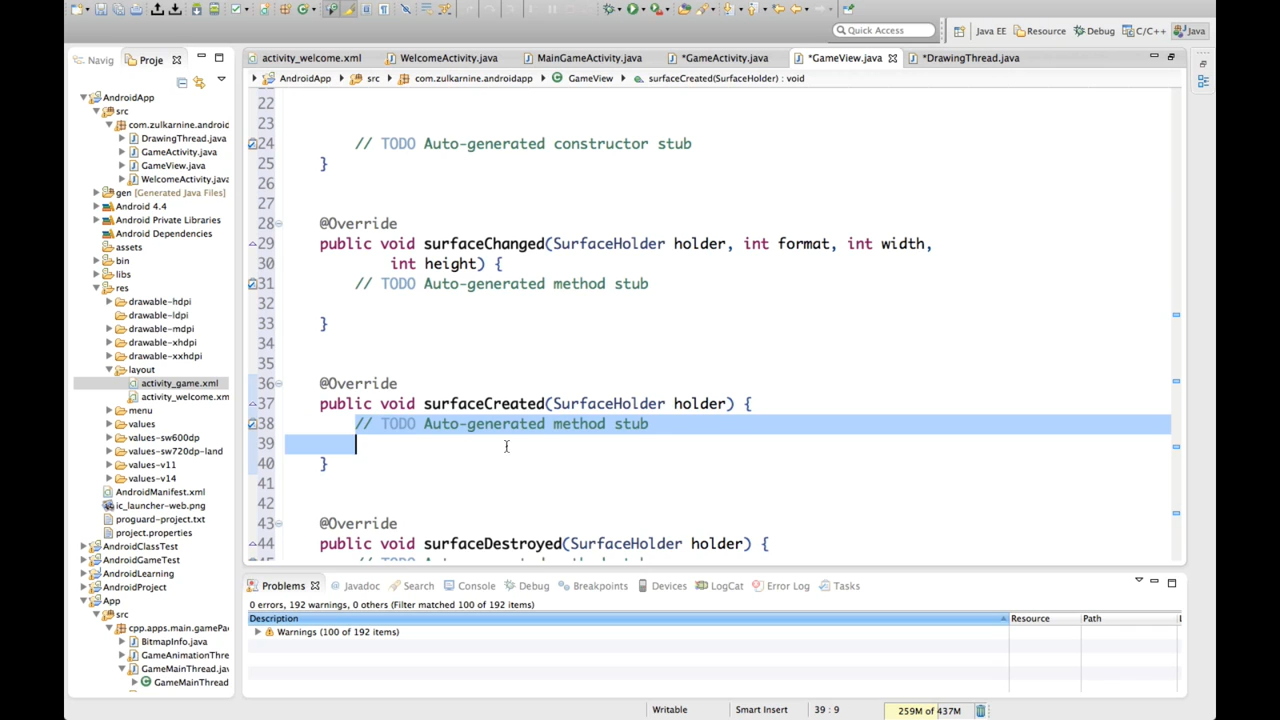 Quick Access
Java EE
Resource
Debug
C/C++
Java
Navig
Proje
activity_welcome.xml
WelcomeActivity.java
MainGameActivity.java
*GameActivity.java
*GameView.java
*DrawingThread.java
AndroidApp
src
com.zulkarnine.androidapp
GameView
surfaceCreated(SurfaceHolder) : void
AndroidApp
src
com.zulkarnine.android
DrawingThread.java
GameActivity.java
GameView.java
WelcomeActivity.java
gen [Generated Java Files]
Android 4.4
Android Private Libraries
Android Dependencies
assets
bin
libs
res
drawable-hdpi
drawable-ldpi
drawable-mdpi
drawable-xhdpi
drawable-xxhdpi
layout
activity_game.xml
activity_welcome.xm
menu
values
values-sw600dp
values-sw720dp-land
values-v11
values-v14
AndroidManifest.xml
ic_launcher-web.png
proguard-project.txt
project.properties
AndroidClassTest
AndroidGameTest
AndroidLearning
AndroidProject
App
src
cpp.apps.main.gamePa
BitmapInfo.java
GameAnimationThre
GameMainThread.jav
GameMainThread
22
23
24 // TODO Auto-generated constructor stub
25 }
26
27
28 @Override
29 public void surfaceChanged(SurfaceHolder holder, int format, int width,
30 int height) {
31 // TODO Auto-generated method stub
32
33 }
34
35
36 @Override
37 public void surfaceCreated(SurfaceHolder holder) {
38 // TODO Auto-generated method stub
39
40 }
41
42
43 @Override
44 public void surfaceDestroyed(SurfaceHolder holder) {
Problems
Javadoc
Search
Console
Debug
Breakpoints
Devices
LogCat
Error Log
Tasks
0 errors, 192 warnings, 0 others (Filter matched 100 of 192 items)
Description
Resource
Path
Warnings (100 of 192 items)
Writable
Smart Insert
39 : 9
259M of 437M